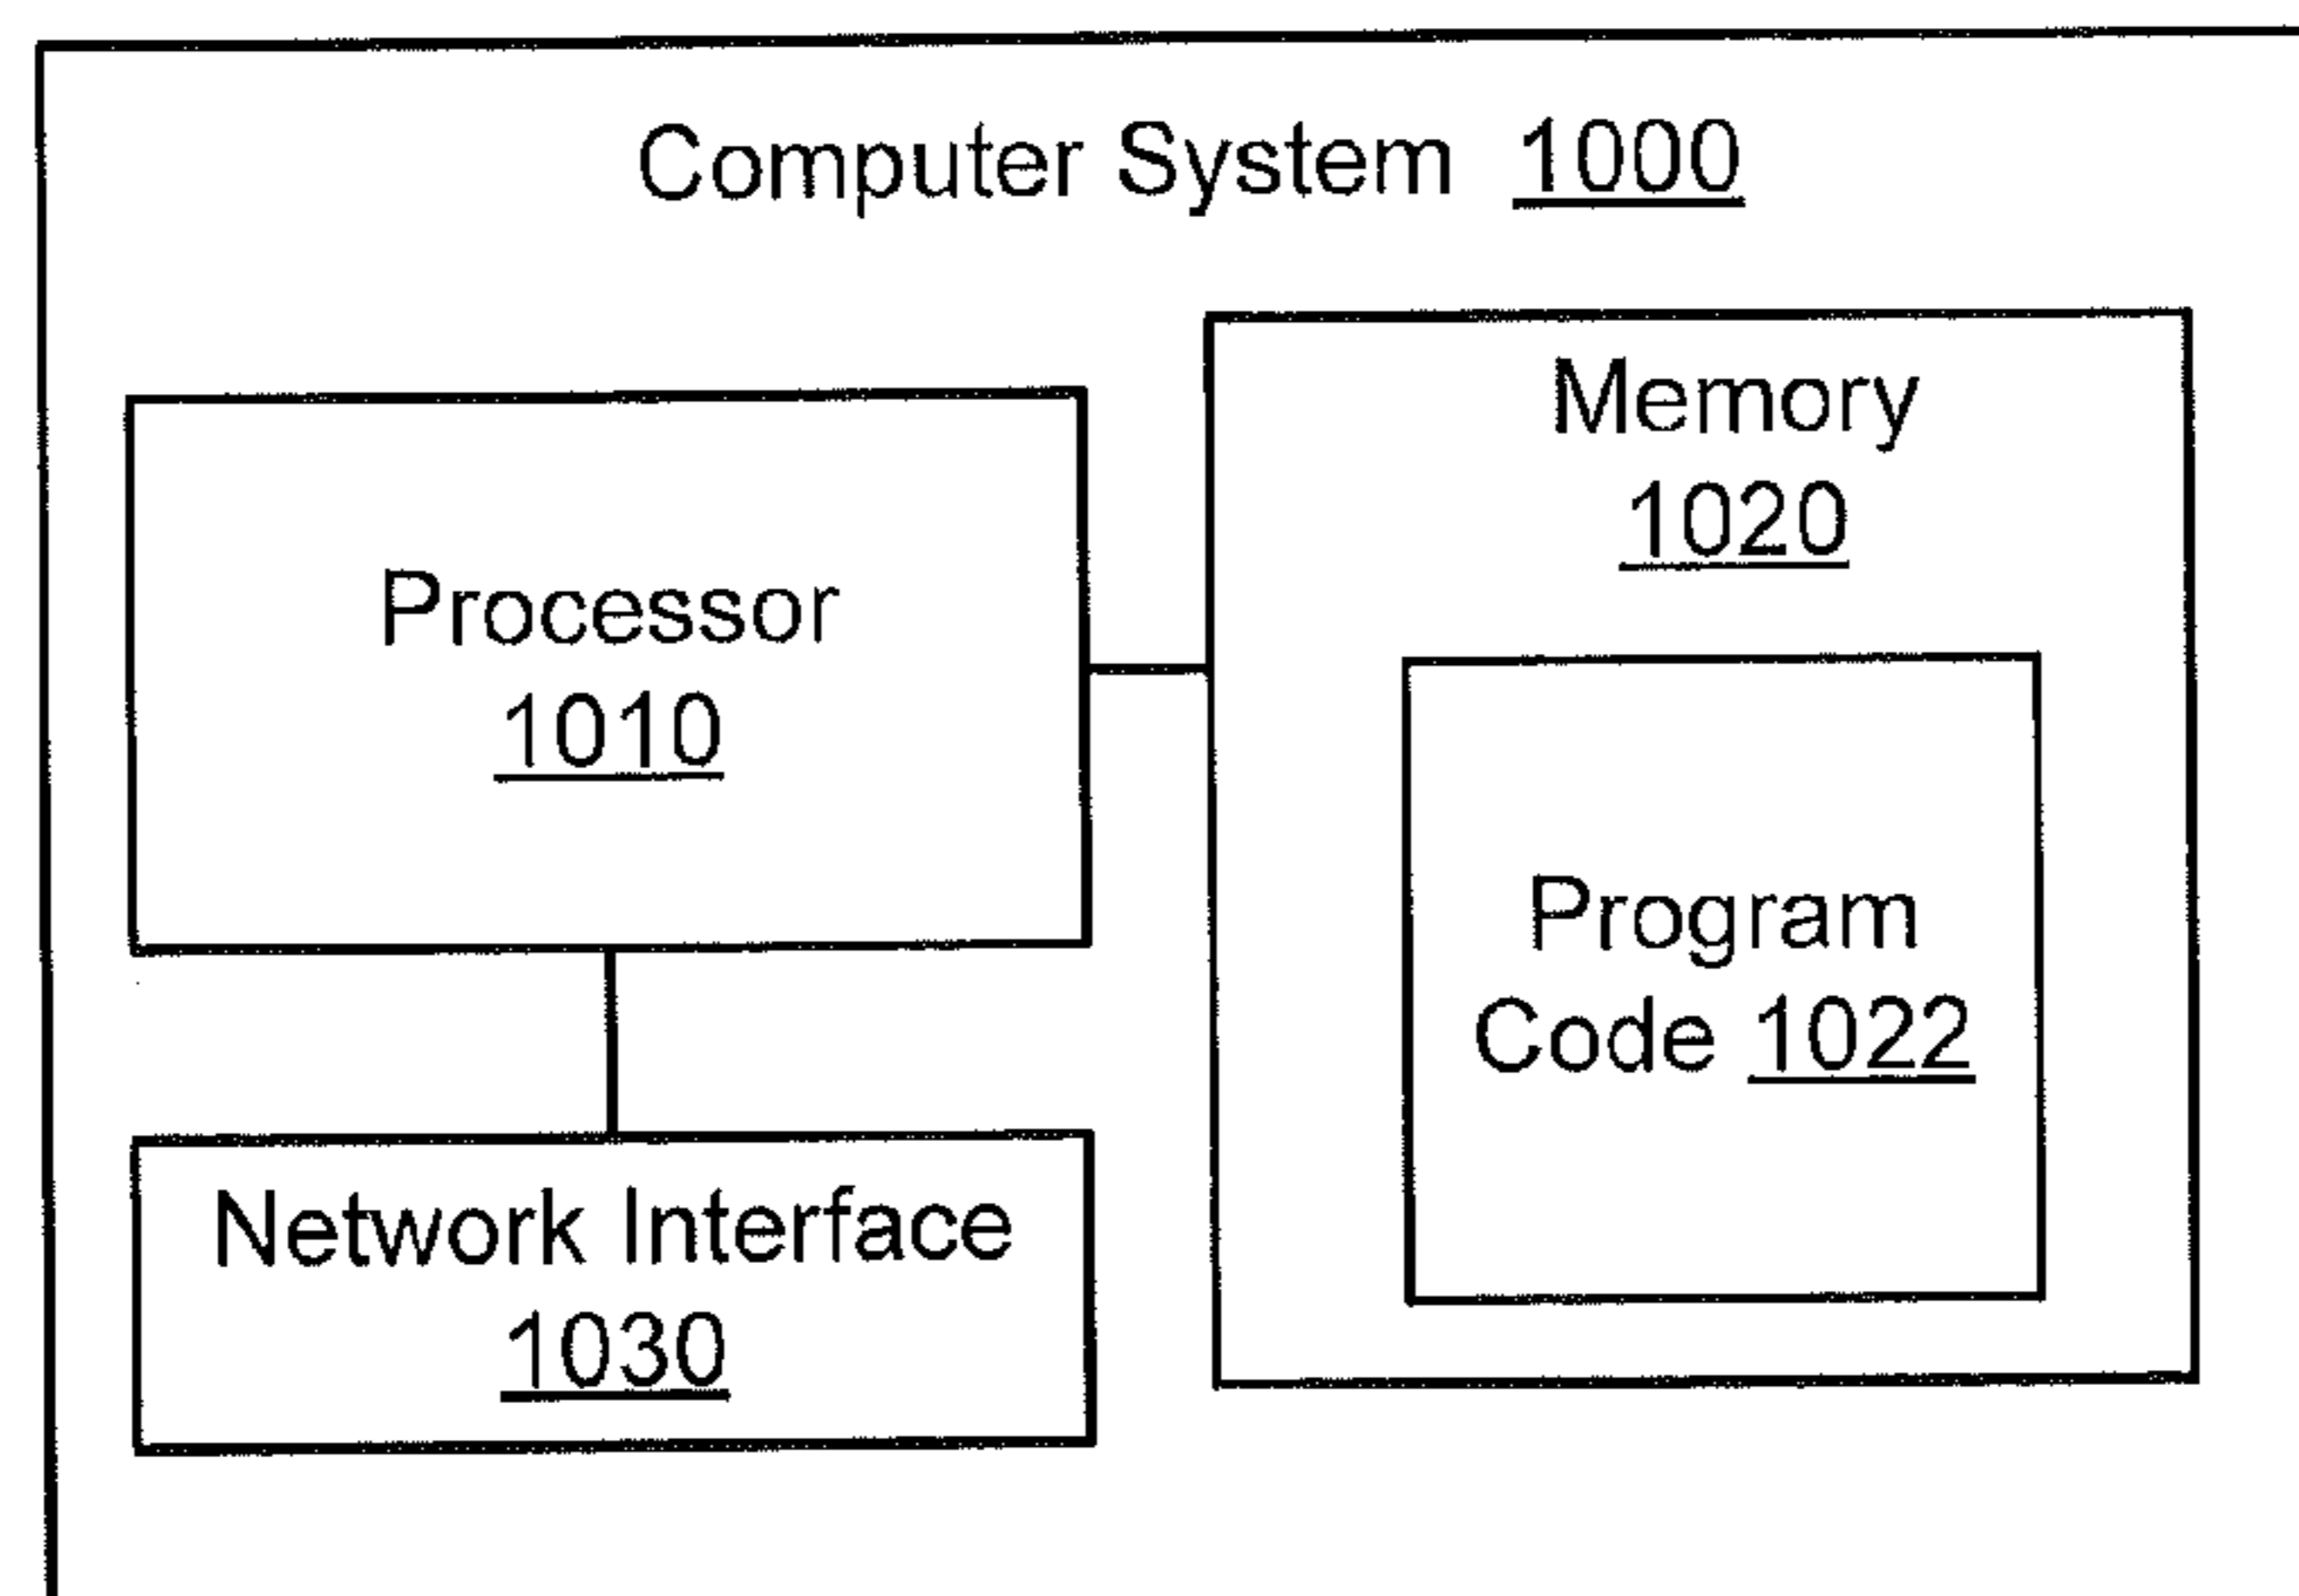 Computer System 1000
Processor
1010
Memory
1020
Program
Code 1022
Network Interface
1030